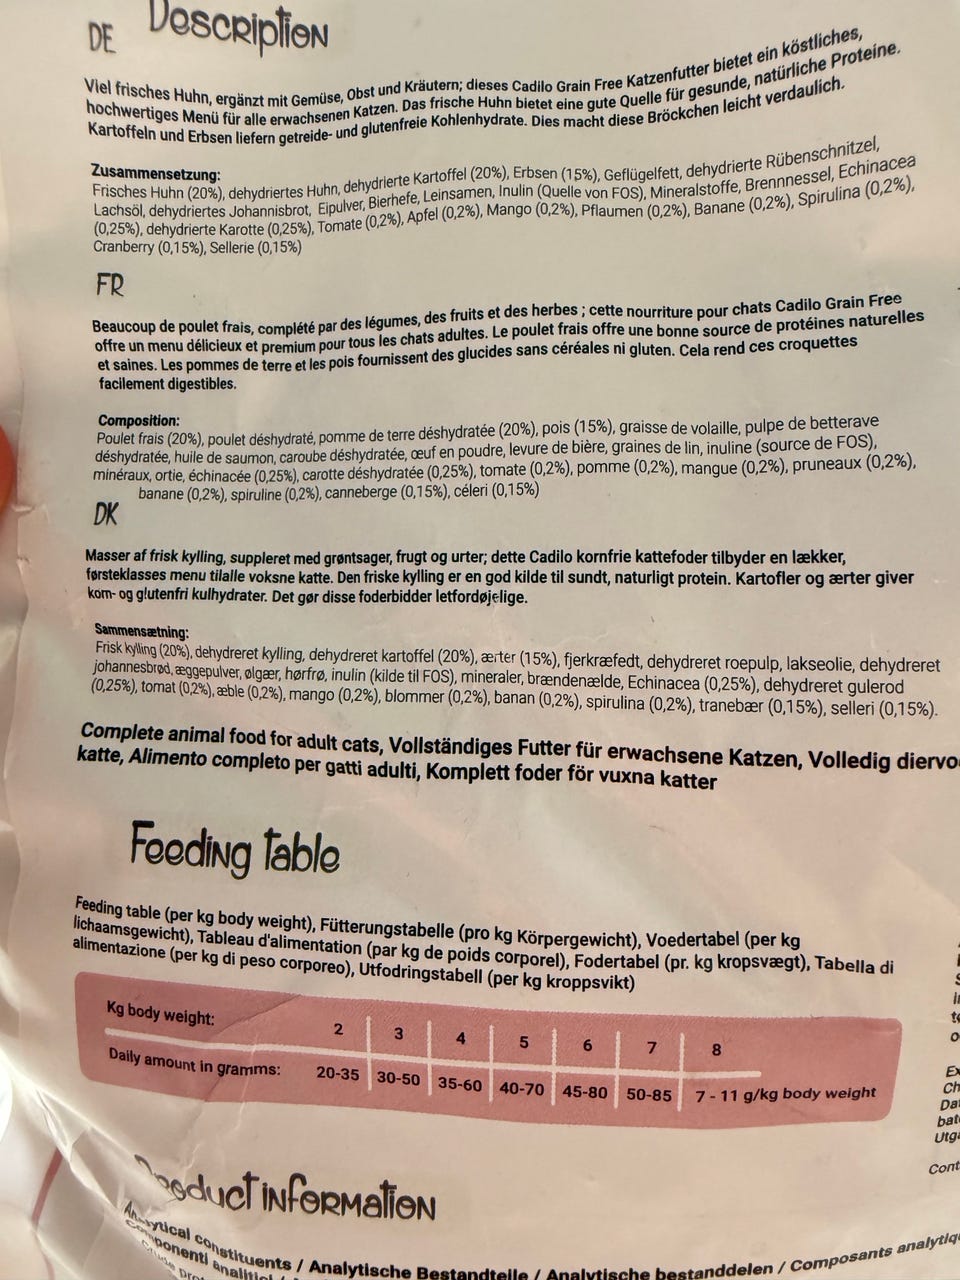 DE
Description
Viel frisches Huhn, ergänzt mit Gemüse, Obst und Kräutern; dieses Cadilo Grain Free Katzenfutter bietet ein köstliches,
hochwertiges Menü für alle erwachsenen Katzen. Das frische Huhn bietet eine gute Quelle für gesunde, natürliche Proteine.
Kartoffeln und Erbsen liefern getreide- und glutenfreie Kohlenhydrate. Dies macht diese Bröckchen leicht verdaulich.
Zusammensetzung:
Frisches Huhn (20%), dehydriertes Huhn, dehydrierte Kartoffel (20%), Erbsen (15%), Geflügelfett, dehydrierte Rübenschnitzel,
Lachsöl, dehydriertes Johannisbrot, Eipulver, Bierhefe, Leinsamen, Inulin (Quelle von FOS), Mineralstoffe, Brennnessel, Echinacea
(0,25%), dehydrierte Karotte (0,25%), Tomate (0,2%), Apfel (0,2%), Mango (0,2%), Pflaumen (0,2%), Banane (0,2%), Spirulina (0,2%),
Cranberry (0,15%), Sellerie (0,15%)
FR
Beaucoup de poulet frais, complété par des légumes, des fruits et des herbes ; cette nourriture pour chats Cadilo Grain Free
offre un menu délicieux et premium pour tous les chats adultes. Le poulet frais offre une bonne source de protéines naturelles
et saines. Les pommes de terre et les pois fournissent des glucides sans céréales ni gluten. Cela rend ces croquettes
facilement digestibles.
Composition:
Poulet frais (20%), poulet déshydraté, pomme de terre déshydratée (20%), pois (15%), graisse de volaille, pulpe de betterave
déshydratée, huile de saumon, caroube déshydratée, œuf en poudre, levure de bière, graines de lin, inuline (source de FOS),
minéraux, ortie, échinacée (0,25%), carotte déshydratée (0,25%), tomate (0,2%), pomme (0,2%), mangue (0,2%), pruneaux (0,2%),
banane (0,2%), spiruline (0,2%), canneberge (0,15%), céleri (0,15%)
DK
Masser af frisk kylling, suppleret med grøntsager, frugt og urter; dette Cadilo kornfrie kattefoder tilbyder en lækker,
førsteklasses menu tilalle voksne katte. Den friske kylling er en god kilde til sundt, naturligt protein. Kartofler og ærter giver
korn- og glutenfri kulhydrater. Det gør disse foderbidder letfordøjelige.
Sammensætning:
Frisk kylling (20%), dehydreret kylling, dehydreret kartoffel (20%), ærter (15%), fjerkræfedt, dehydreret roepulp, lakseolie, dehydreret
johannesbrød, æggepulver, ølgær, hørfrø, inulin (kilde til FOS), mineraler, brændenælde, Echinacea (0,25%), dehydreret gulerod
(0,25%), tomat (0,2%), æble (0,2%), mango (0,2%), blommer (0,2%), banan (0,2%), spirulina (0,2%), tranebær (0,15%), selleri (0,15%).
Complete animal food for adult cats, Vollständiges Futter für erwachsene Katzen, Volledig diervo
katte, Alimento completo per gatti adulti, Komplett foder för vuxna katter
Feeding table
Feeding table (per kg body weight), Fütterungstabelle (pro kg Körpergewicht), Voedertabel (per kg
lichaamsgewicht), Tableau d'alimentation (par kg de poids corporel), Fodertabel (pr. kg kropsvægt), Tabella di
alimentazione (per kg di peso corporeo), Utfodringstabell (per kg kroppsvikt)
Kg body weight: 2 3 4 5 6 7 8
Daily amount in gramms: 20-35 30-50 35-60 40-70 45-80 50-85 7 - 11 g/kg body weight
Product information
Analytical constituents / Analytische Bestandteile / Analytische bestanddelen / Composants analytiq
Componenti analitici /
Ex
Ch
Da
bat
Utg
Cont